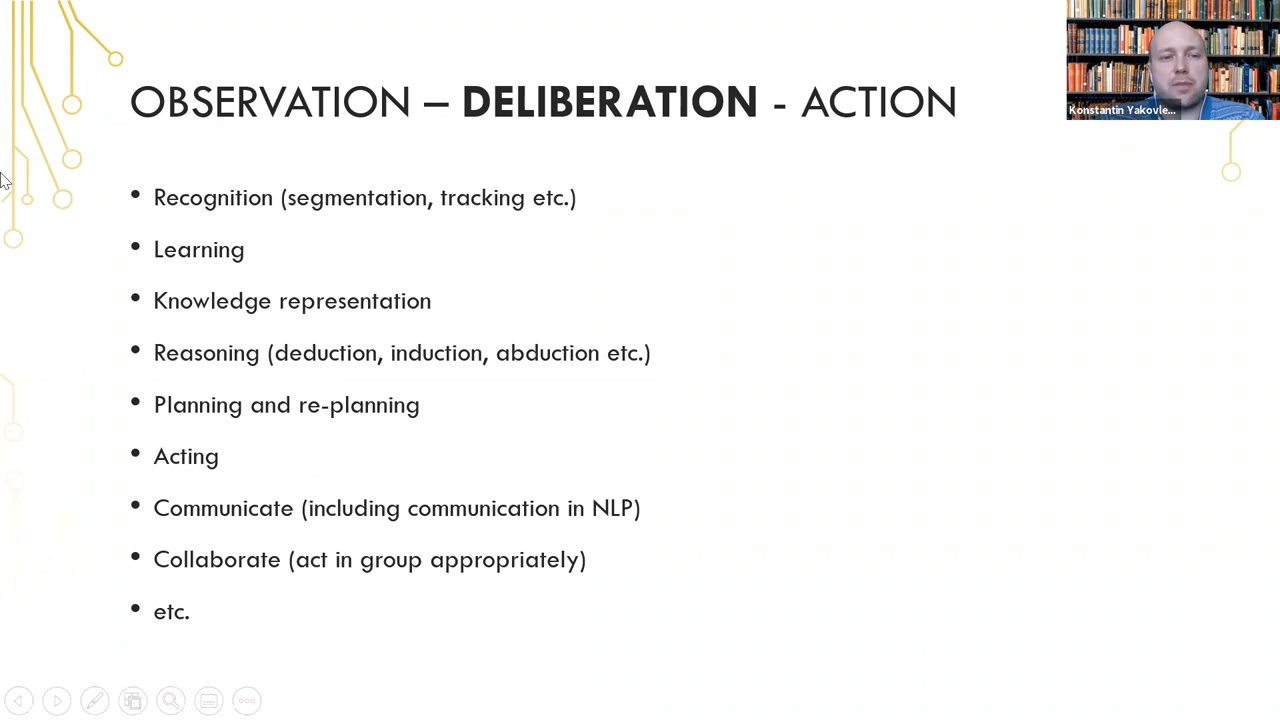 OBSERVATION – DELIBERATION - ACTION
Konstantin Yakovle...
• Recognition (segmentation, tracking etc.)
• Learning
• Knowledge representation
• Reasoning (deduction, induction, abduction etc.)
• Planning and re-planning
• Acting
• Communicate (including communication in NLP)
• Collaborate (act in group appropriately)
• etc.